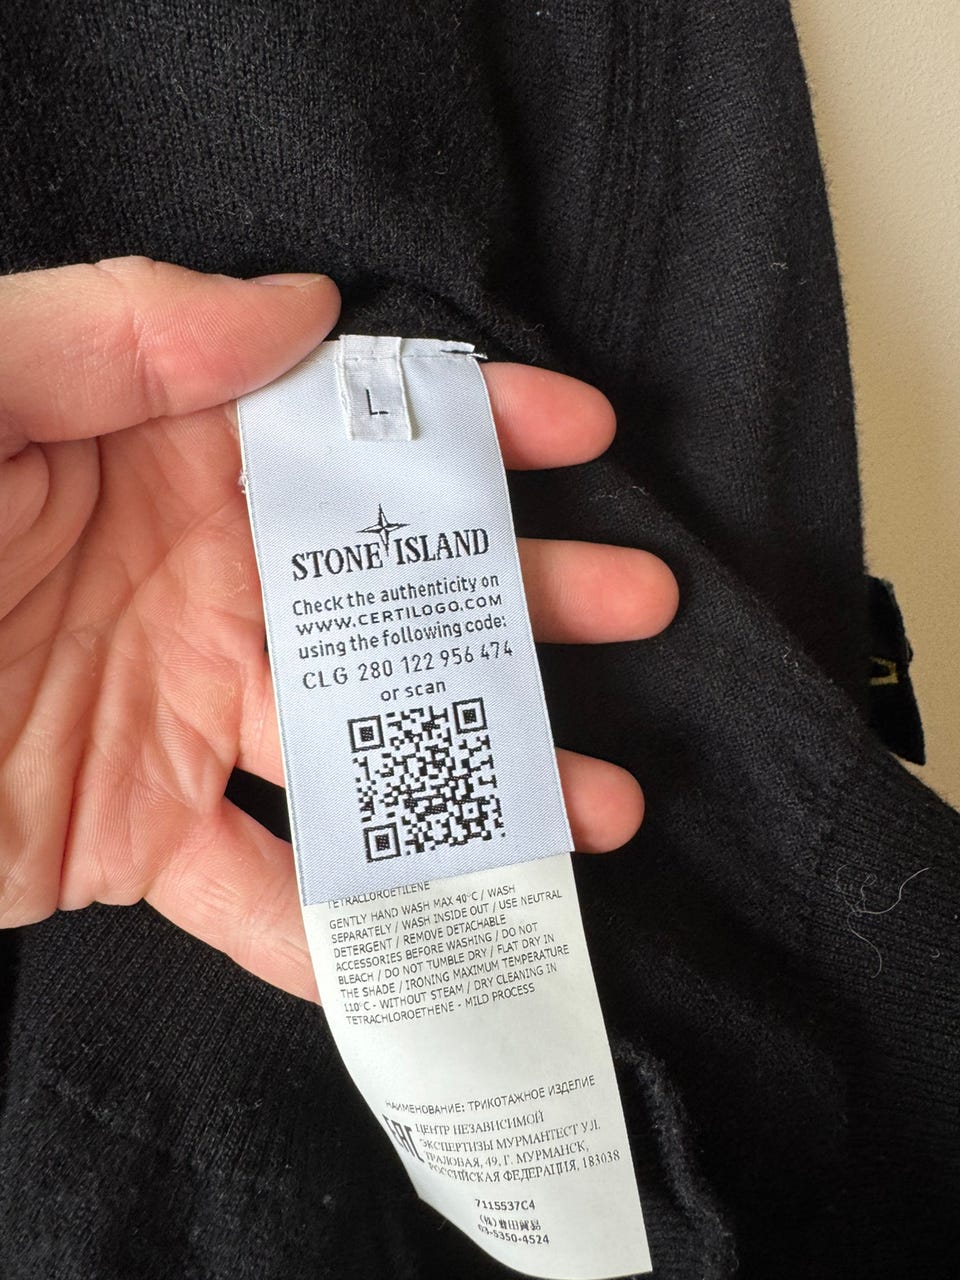 L
STONE ISLAND
Check the authenticity on
WWW.CERTILOGO.COM
using the following code:
CLG 280 122 956 474
or scan
TETRACLOROETILENE
GENTLY HAND WASH MAX 40°C / WASH
SEPARATELY / WASH INSIDE OUT / USE NEUTRAL
DETERGENT / REMOVE DETACHABLE
ACCESSORIES BEFORE WASHING / DO NOT
BLEACH / DO NOT TUMBLE DRY / FLAT DRY IN
THE SHADE / IRONING MAXIMUM TEMPERATURE
110°C - WITHOUT STEAM / DRY CLEANING IN
TETRACHLOROETHENE - MILD PROCESS
НАИМЕНОВАНИЕ: ТРИКОТАЖНОЕ ИЗДЕЛИЕ
EAC
ЦЕНТР НЕЗАВИСИМОЙ
ЭКСПЕРТИЗЫ МУРМАНТЕСТ УЛ.
ТРАЛОВАЯ, 49, Г. МУРМАНСК,
РОССИЙСКАЯ ФЕДЕРАЦИЯ, 183038
7115537C4
03-5350-4524